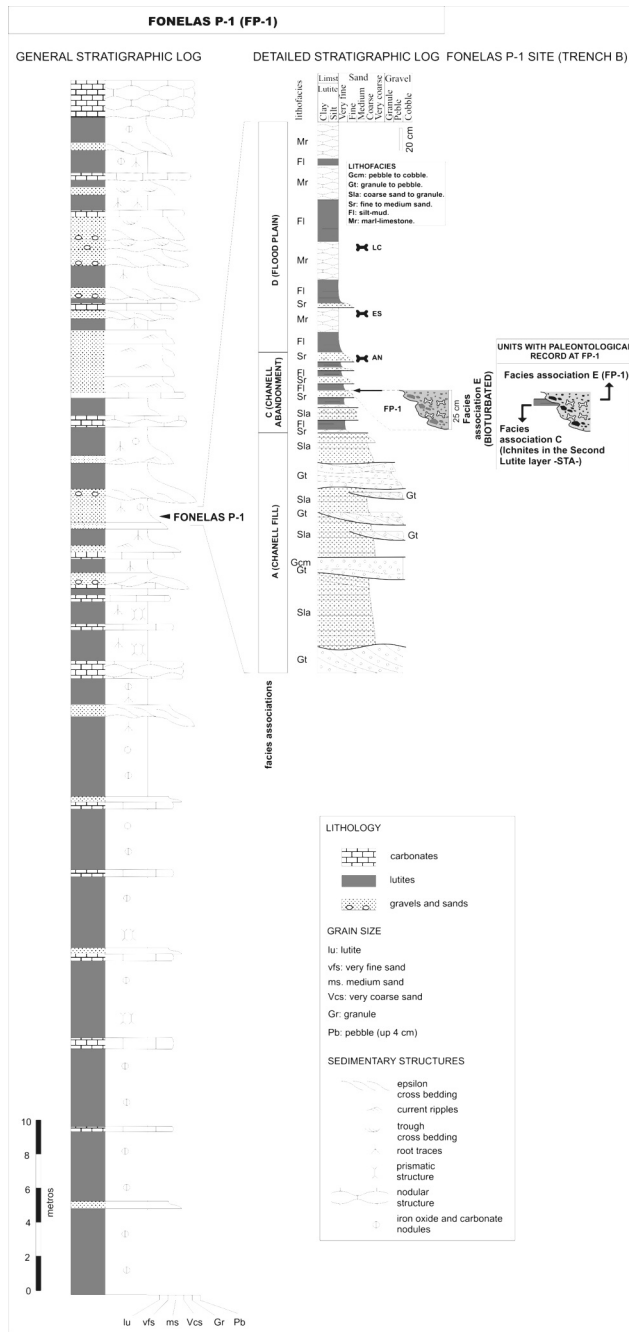 FONELAS P-1 (FP-1)
GENERAL STRATIGRAPHIC LOG
DETAILED STRATIGRAPHIC LOG FONELAS P-1 SITE (TRENCH B)
lithofacies
Limst
Lutite
Sand
Gravel
Clay
Silt
Very fine
Fine
Medium
Coarse
Very coarse
Granule
Peble
Cobble
20 cm
Mr
Fl
Mr
Fl
Mr
Fl
Sr
Mr
Fl
Sr
Fl
Sr
Fl
Sr
Sla
Fl
Sr
Sla
Gt
Sla
Gt
Sla
Gcm
Gt
Sla
Gt
Gt
Gt
LITHOFACIES
Gcm: pebble to cobble.
Gt: granule to pebble.
Sla: coarse sand to granule.
Sr: fine to medium sand.
Fl: silt-mud.
Mr: marl-limestone.
LC
ES
AN
D (FLOOD PLAIN)
C (CHANELL
ABANDONMENT)
A (CHANELL FILL)
facies associations
FP-1
25 cm
Facies
association E
(BIOTURBATED)
UNITS WITH PALEONTOLOGICAL
RECORD AT FP-1
Facies association E (FP-1)
Facies
association C
(Ichnites in the Second
Lutite layer -STA-)
FONELAS P-1
LITHOLOGY
carbonates
lutites
gravels and sands
GRAIN SIZE
lu: lutite
vfs: very fine sand
ms. medium sand
Vcs: very coarse sand
Gr: granule
Pb: pebble (up 4 cm)
SEDIMENTARY STRUCTURES
epsilon
cross bedding
current ripples
trough
cross bedding
root traces
prismatic
structure
nodular
structure
iron oxide and carbonate
nodules
10
8
6
4
2
0
metros
lu vfs ms Vcs Gr Pb